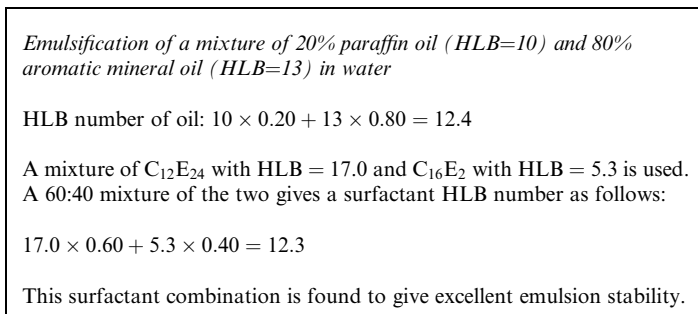 Emulsification of a mixture of 20% paraffin oil (HLB=10) and 80%
aromatic mineral oil (HLB=13) in water
HLB number of oil: 10 × 0.20 + 13 × 0.80 = 12.4
A mixture of C₁₂E₂₄ with HLB = 17.0 and C₁₆E₂ with HLB = 5.3 is used.
A 60:40 mixture of the two gives a surfactant HLB number as follows:
17.0 × 0.60 + 5.3 × 0.40 = 12.3
This surfactant combination is found to give excellent emulsion stability.